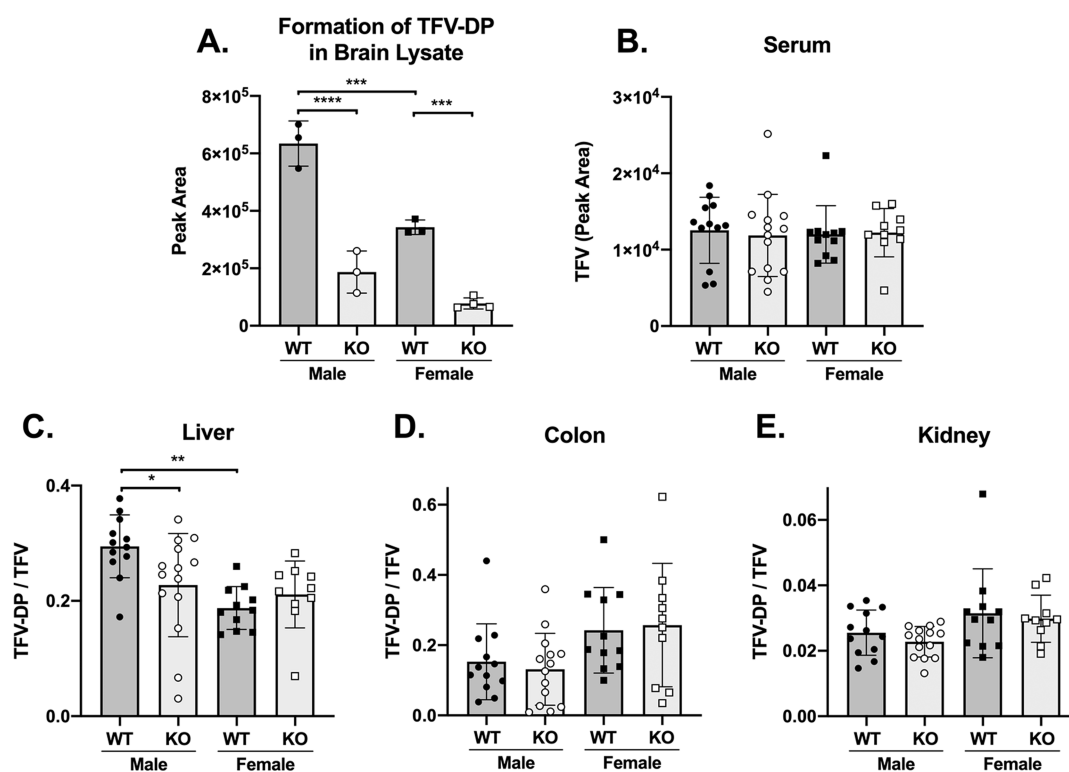 A.
Formation of TFV-DP
in Brain Lysate
Peak Area
8×10⁵
6×10⁵
4×10⁵
2×10⁵
0
***
****
***
WT KO WT KO
Male Female
B.
Serum
TFV (Peak Area)
3×10⁴
2×10⁴
1×10⁴
0
WT KO WT KO
Male Female
C.
Liver
TFV-DP / TFV
0.4
0.2
0.0
**
*
WT KO WT KO
Male Female
D.
Colon
TFV-DP / TFV
0.6
0.4
0.2
0.0
WT KO WT KO
Male Female
E.
Kidney
TFV-DP / TFV
0.06
0.04
0.02
0.00
WT KO WT KO
Male Female